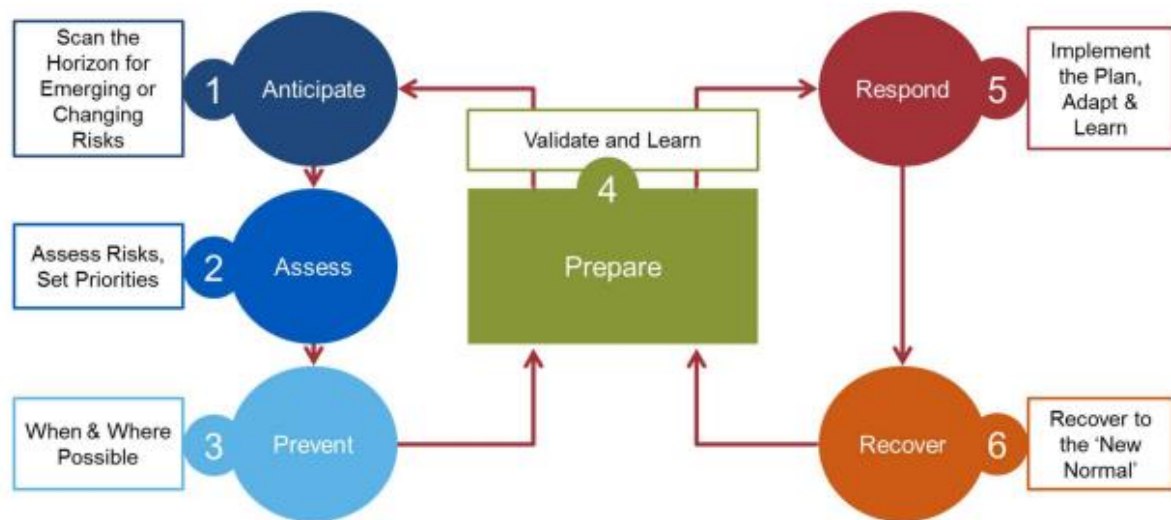 Scan the
Horizon for
Emerging or
Changing
Risks
1
Anticipate
Assess Risks,
Set Priorities
2
Assess
When & Where
Possible
3
Prevent
Validate and Learn
4
Prepare
Respond
5
Implement
the Plan,
Adapt &
Learn
Recover
6
Recover to
the ‘New
Normal’